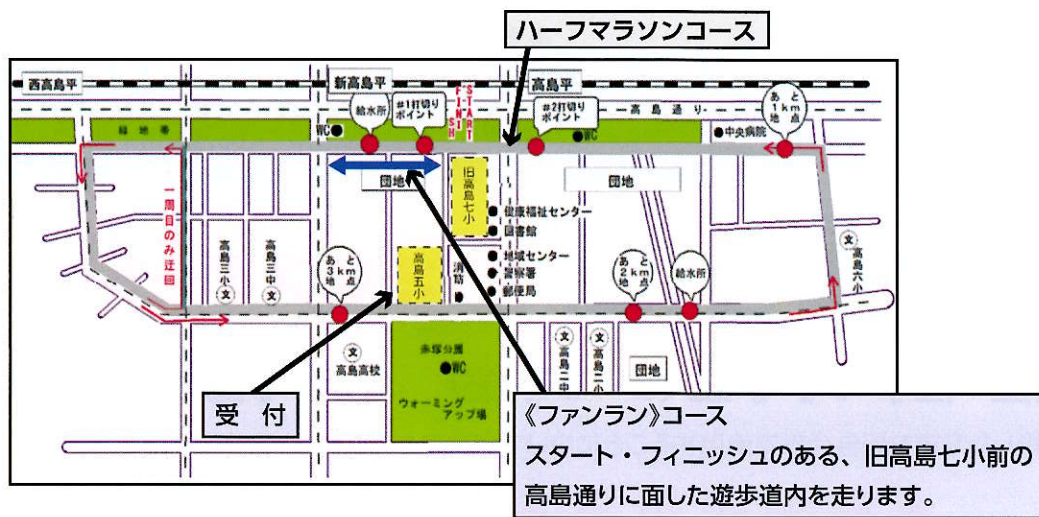 ハーフマラソンコース
西高島平
新高島平
高島平
高島通り
緑地帯
WC
給水所
#1打切り
ポイント
FINISH
START
#2打切り
ポイント
WC
中央病院
あと
1km
地点
一周目のみ迂回
団地
旧高島七小
団地
健康福祉センター
図書館
地域センター
警察署
郵便局
高島三小
文
高島三中
文
あと
3km
地点
高島五小
消防
あと
2km
地点
給水所
文
高島六小
文
高島高校
赤塚公園
WC
ウォーミング
アップ場
文
高島二中
文
高島二小
団地
受付
《ファンラン》コース
スタート・フィニッシュのある、旧高島七小前の
高島通りに面した遊歩道内を走ります。